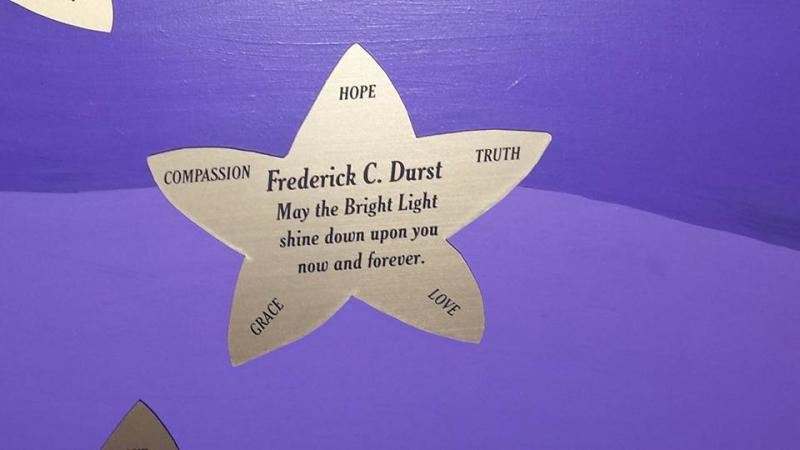 HOPE
COMPASSION
TRUTH
Frederick C. Durst
May the Bright Light
shine down upon you
now and forever.
GRACE
LOVE